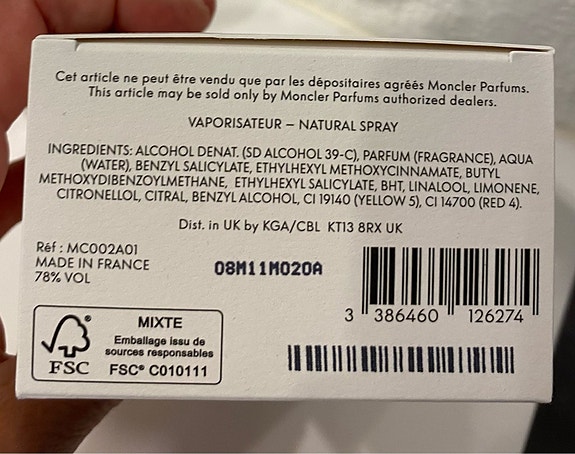 Cet article ne peut être vendu que par les dépositaires agréés Moncler Parfums.
This article may be sold only by Moncler Parfums authorized dealers.
VAPORISATEUR – NATURAL SPRAY
INGREDIENTS: ALCOHOL DENAT. (SD ALCOHOL 39-C), PARFUM (FRAGRANCE), AQUA
(WATER), BENZYL SALICYLATE, ETHYLHEXYL METHOXYCINNAMATE, BUTYL
METHOXYDIBENZOYLMETHANE, ETHYLHEXYL SALICYLATE, BHT, LINALOOL, LIMONENE,
CITRONELLOL, CITRAL, BENZYL ALCOHOL, CI 19140 (YELLOW 5), CI 14700 (RED 4).
Dist. in UK by KGA/CBL KT13 8RX UK
Réf : MC002A01
MADE IN FRANCE
78% VOL
08M11M020A
3 386460 126274
FSC
MIXTE
Emballage issu de
sources responsables
FSC® C010111